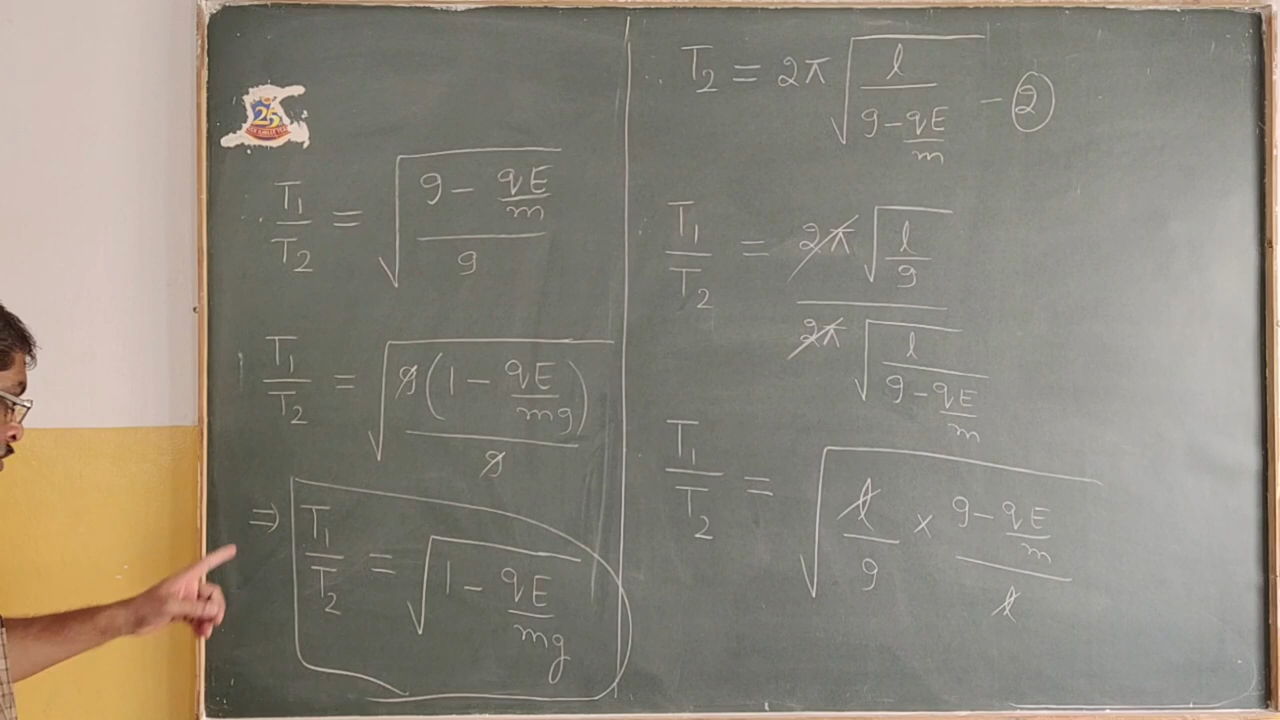 T₁/T₂ = √((g - qE/m)/g)
T₁/T₂ = √(g(1 - qE/mg)/g)
⇒ T₁/T₂ = √(1 - qE/mg)
∴ T₂ = 2π √(l/(g - qE/m)) - ②
T₁/T₂ = 2π √(l/g) / 2π √(l/(g - qE/m))
T₁/T₂ = √(l/g × (g - qE/m)/l)
25